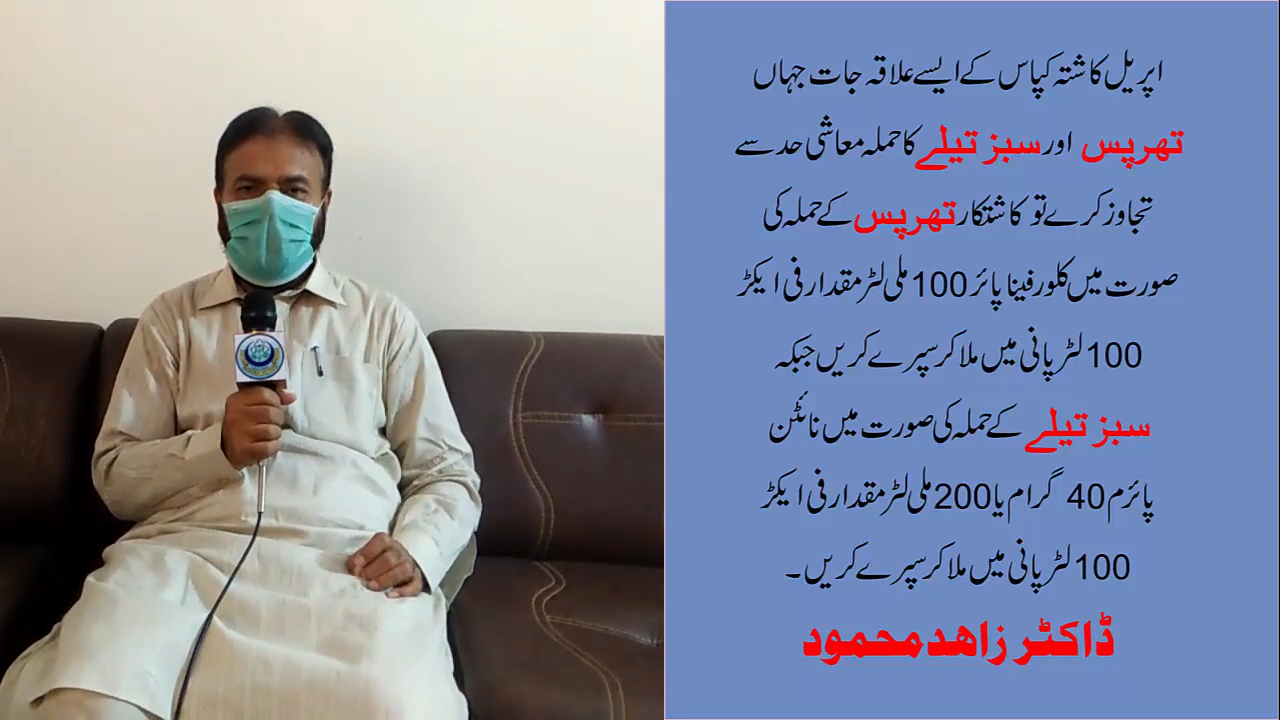 اپریل کاشتہ کپاس کے ایسے علاقہ جات جہاں
تھرپس اور سبز تیلے کا حملہ معاشی حد سے
تجاوز کرے تو کاشتکار تھرپس کے حملہ کی
صورت میں کلورفینا پائر 100 ملی لٹر مقدار فی ایکڑ
100 لٹر پانی میں ملا کر سپرے کریں جبکہ
سبز تیلے کے حملہ کی صورت میں نائٹن
پائرم 40 گرام یا 200 ملی لٹر مقدار فی ایکڑ
100 لٹر پانی میں ملا کر سپرے کریں۔
ڈاکٹر زاھد محمود